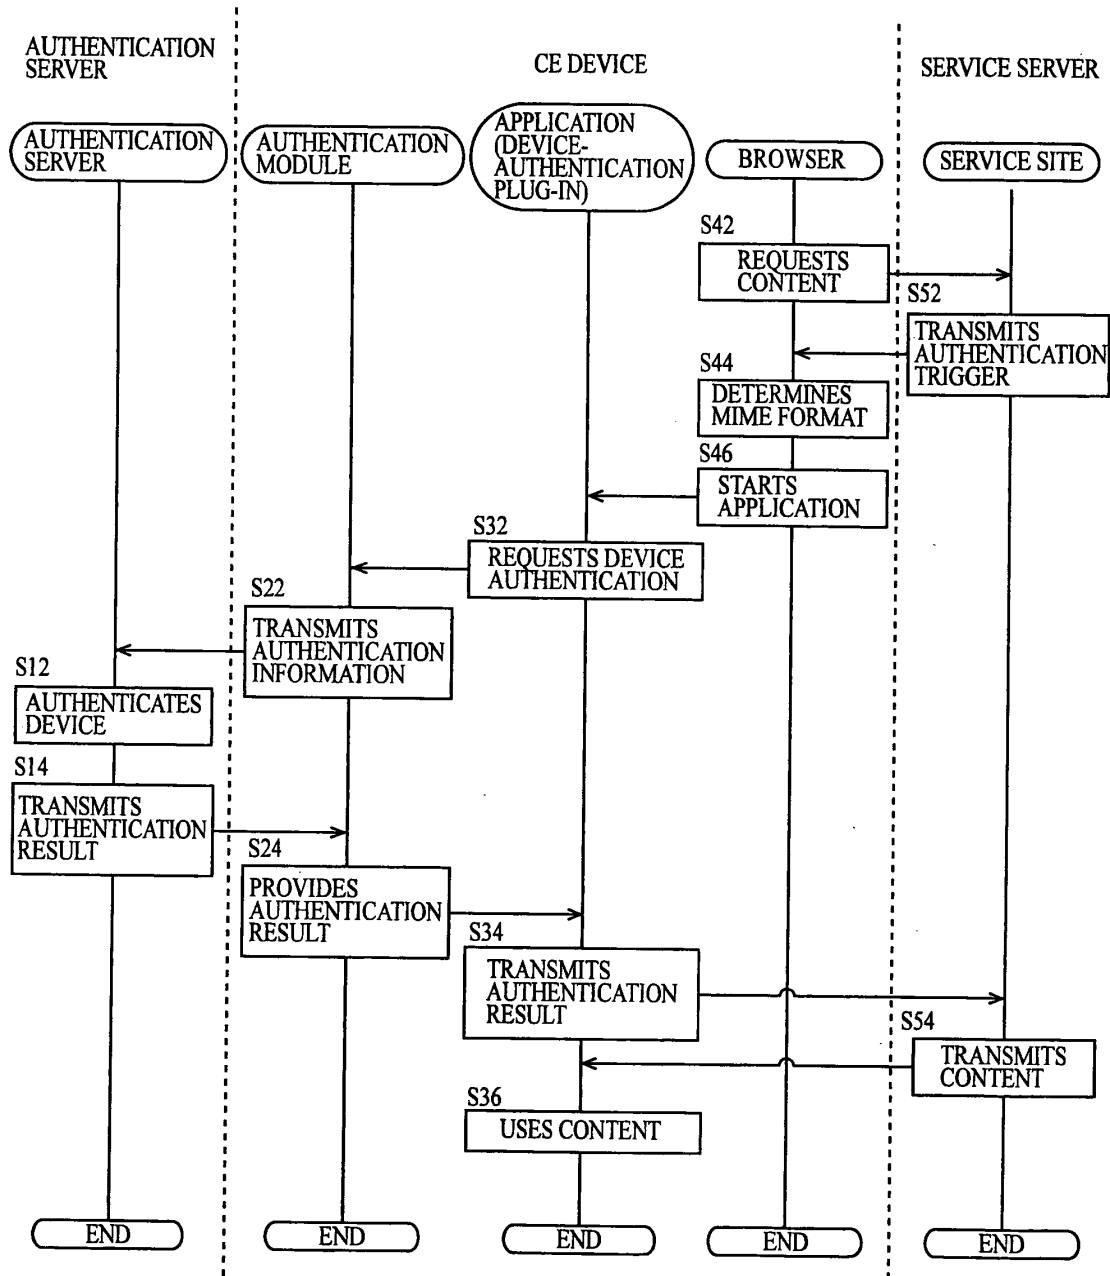 AUTHENTICATION
SERVER
CE DEVICE
SERVICE SERVER
AUTHENTICATION
SERVER
AUTHENTICATION
MODULE
APPLICATION
(DEVICE-
AUTHENTICATION
PLUG-IN)
BROWSER
SERVICE SITE
S42
REQUESTS
CONTENT
S52
TRANSMITS
AUTHENTICATION
TRIGGER
S44
DETERMINES
MIME FORMAT
S46
STARTS
APPLICATION
S32
REQUESTS DEVICE
AUTHENTICATION
S22
TRANSMITS
AUTHENTICATION
INFORMATION
S12
AUTHENTICATES
DEVICE
S14
TRANSMITS
AUTHENTICATION
RESULT
S24
PROVIDES
AUTHENTICATION
RESULT
S34
TRANSMITS
AUTHENTICATION
RESULT
S54
TRANSMITS
CONTENT
S36
USES CONTENT
END
END
END
END
END